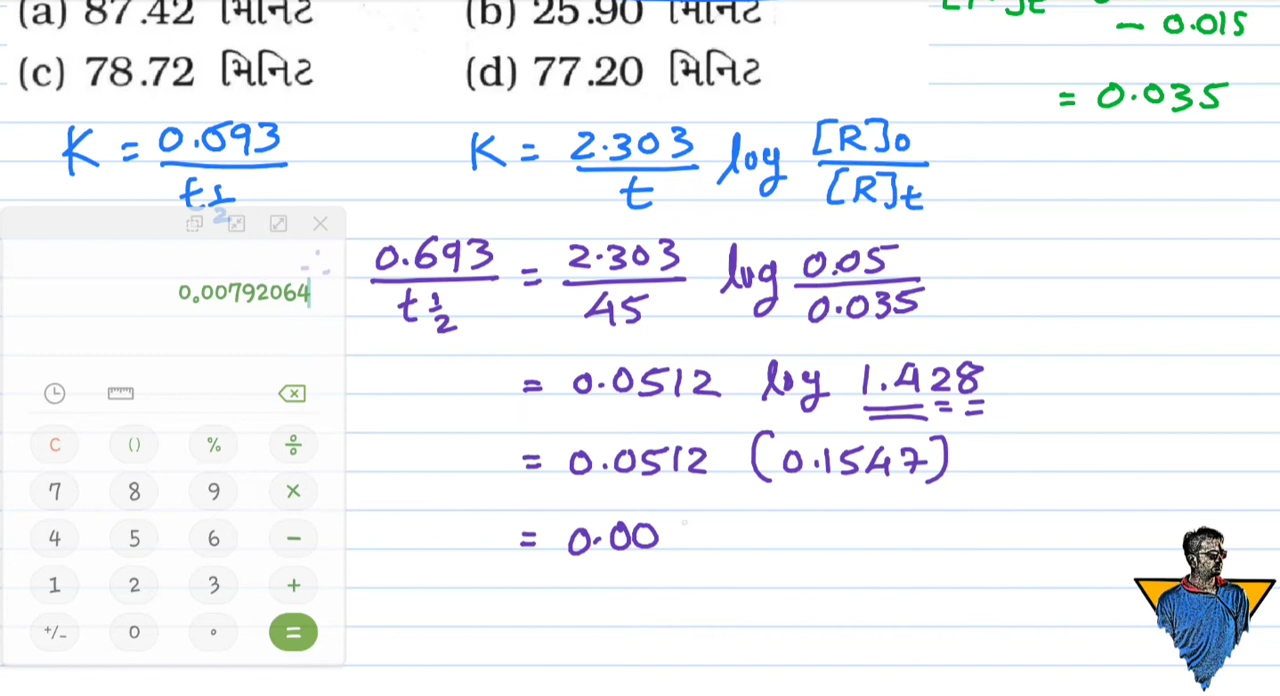 (a) 87.42 મિનિટ (b) 25.90 મિનિટ
(c) 78.72 મિનિટ (d) 77.20 મિનિટ
- 0.015
= 0.035
K = 0.693 / t 1/2
K = 2.303 / t log [R]0 / [R]t
0.693 / t 1/2 = 2.303 / 45 log 0.05 / 0.035
= 0.0512 log 1.428
= 0.0512 (0.1547)
= 0.00
0.00792064
C () % ÷
7 8 9 ×
4 5 6 −
1 2 3 +
+/- 0 . =